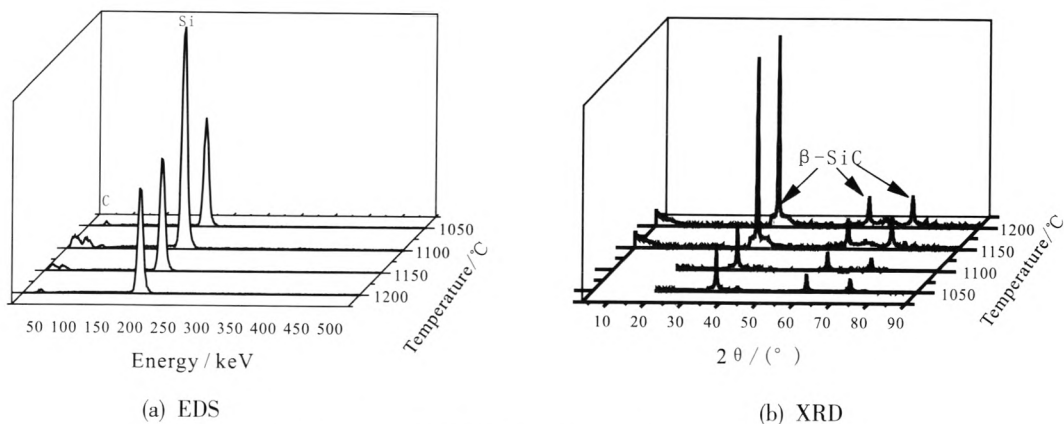 Si
C
1050
1100
1150
1200
Temperature/℃
50 100 150 200 250 300 350 400 450 500
Energy / keV
(a) EDS
β-SiC
1200
1150
1100
1050
Temperature/℃
10 20 30 40 50 60 70 80 90
2 θ / (°)
(b) XRD